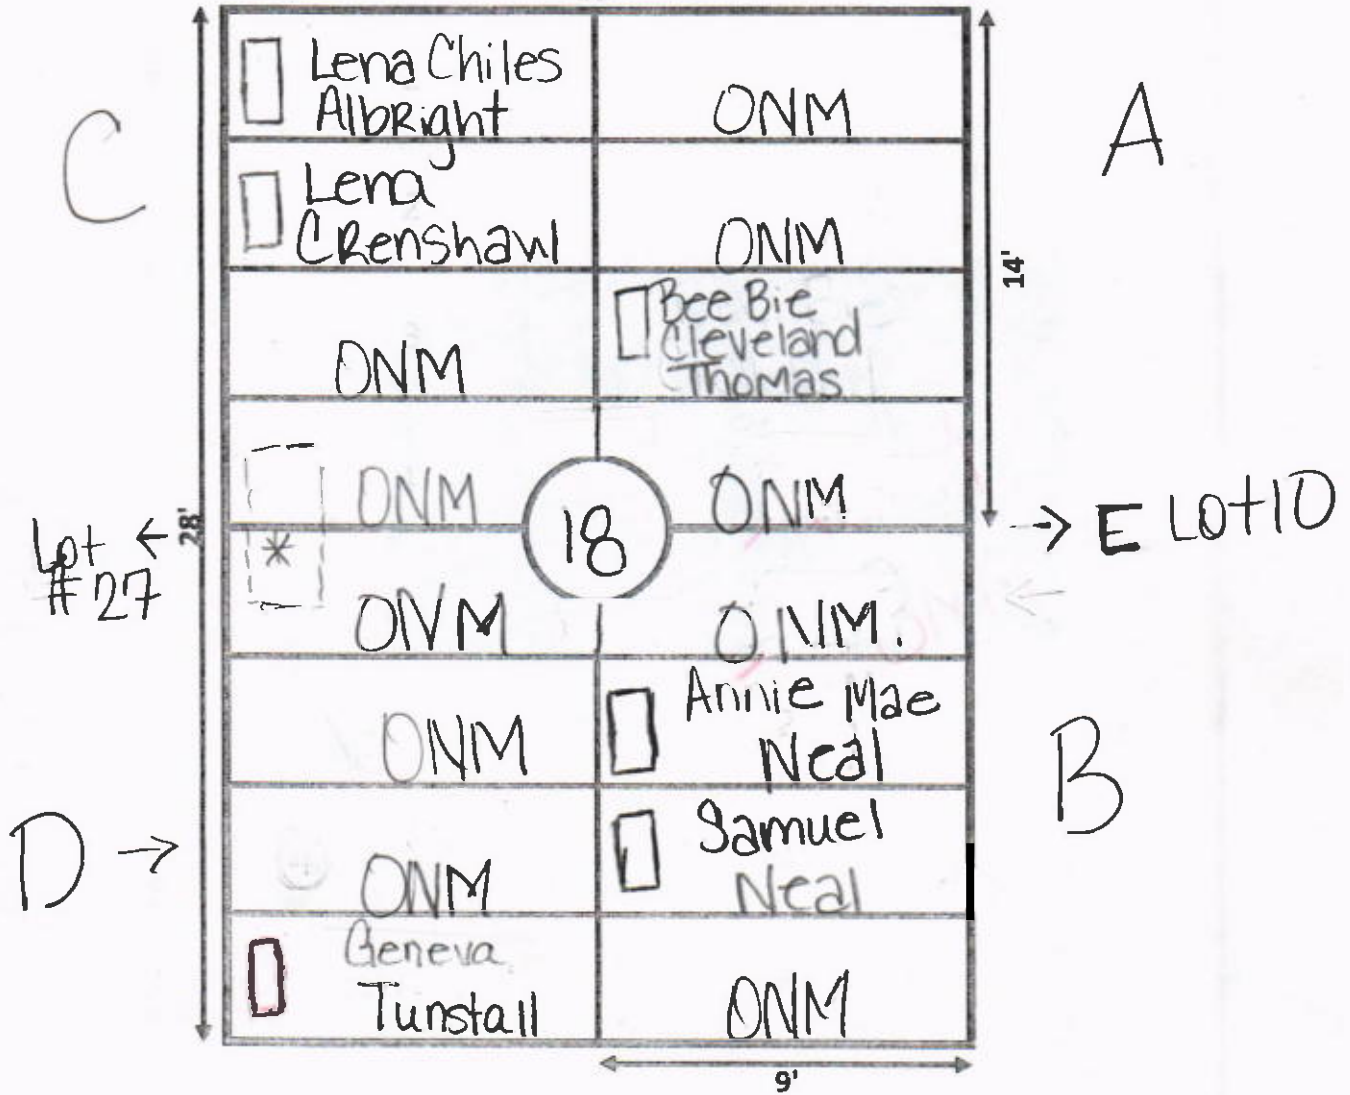 C
Lena Chiles
Albright
ONM
A
Lena
Crenshaw
ONM
14'
ONM
Bee Bie
Cleveland
Thomas
ONM
ONM
18
28'
Lot
#27
*
E Lot 10
ONM
ONM.
ONM
Annie Mae
Neal
B
D
ONM
Samuel
Neal
Geneva
Tunstall
ONM
9'